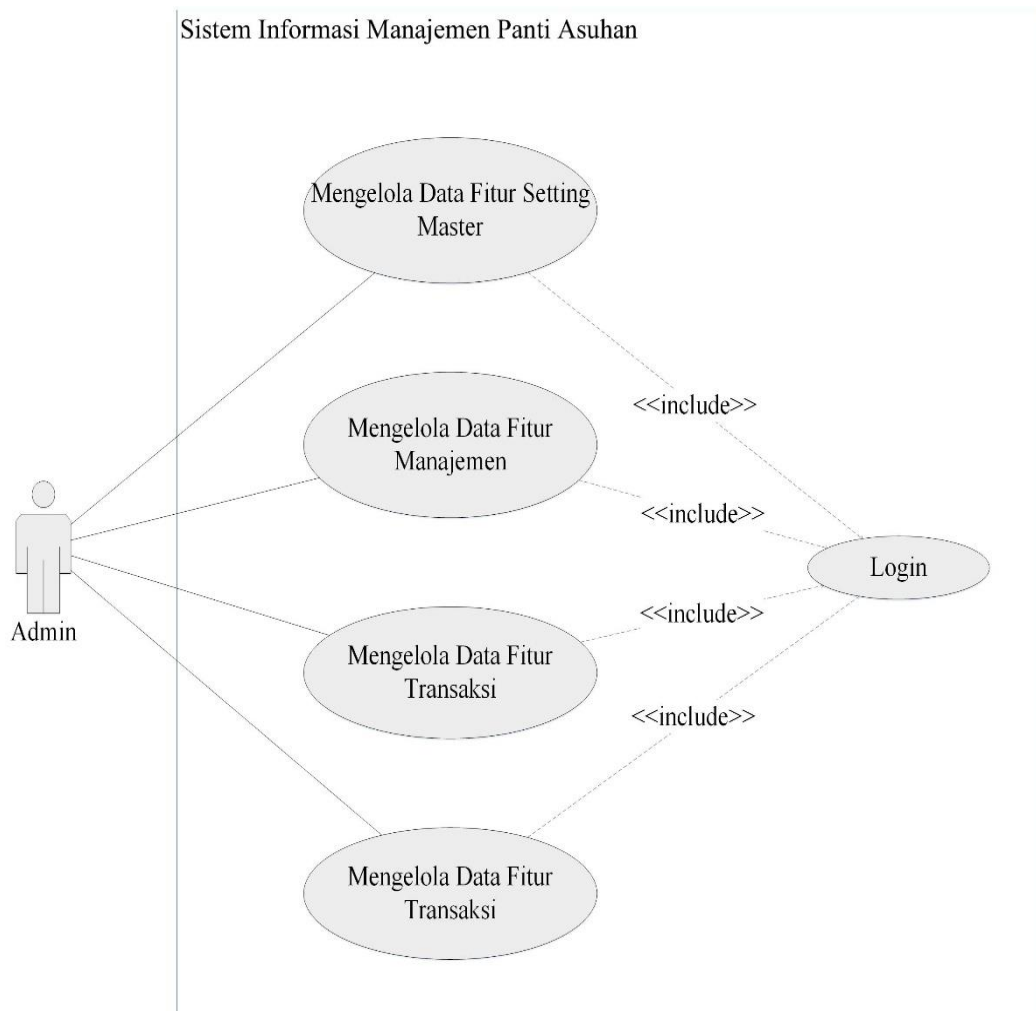 Sistem Informasi Manajemen Panti Asuhan
Mengelola Data Fitur Setting
Master
<<include>>
Mengelola Data Fitur
Manajemen
<<include>>
Login
Admin
<<include>>
Mengelola Data Fitur
Transaksi
<<include>>
Mengelola Data Fitur
Transaksi